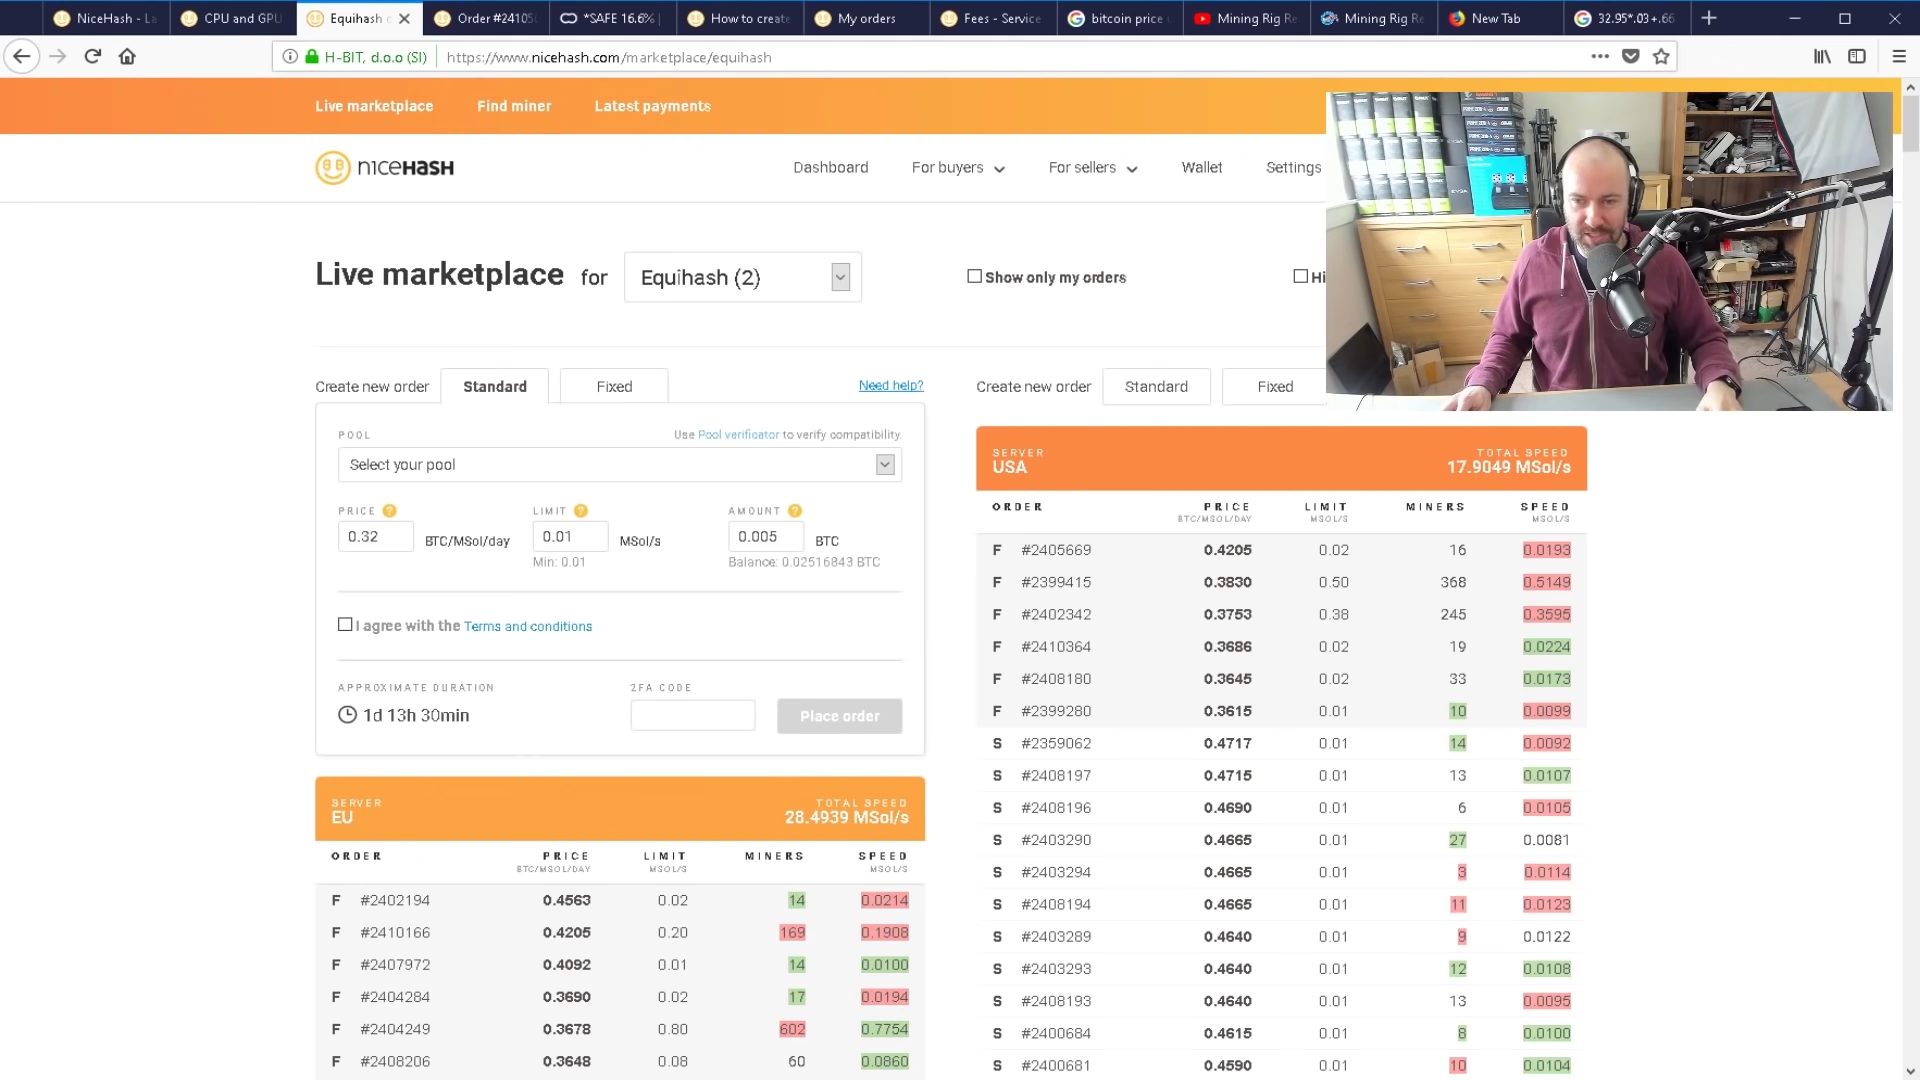 NiceHash - La
CPU and GPU
Equihash o
Order #24105
*SAFE 16.6%
How to create
My orders
Fees - Service
bitcoin price
Mining Rig Re
Mining Rig Re
New Tab
32.95*.03+.66
H-BIT, d.o.o (SI)
https://www.nicehash.com/marketplace/equihash
Live marketplace Find miner Latest payments
niceHASH
Dashboard For buyers For sellers Wallet Settings
Live marketplace for Equihash (2)
Show only my orders
Hi
Create new order Standard Fixed Need help?
POOL Use Pool verificator to verify compatibility.
Select your pool
PRICE ? LIMIT ? AMOUNT ?
0.32 BTC/MSol/day 0.01 MSol/s 0.005 BTC
Min: 0.01 Balance: 0.02516843 BTC
I agree with the Terms and conditions
APPROXIMATE DURATION 2FA CODE
1d 13h 30min Place order
SERVER TOTAL SPEED
EU 28.4939 MSol/s
ORDER PRICE LIMIT MINERS SPEED
BTC/MSOL/DAY MSOL/S MSOL/S
F #2402194 0.4563 0.02 14 0.0214
F #2410166 0.4205 0.20 169 0.1908
F #2407972 0.4092 0.01 14 0.0100
F #2404284 0.3690 0.02 17 0.0194
F #2404249 0.3678 0.80 602 0.7754
F #2408206 0.3648 0.08 60 0.0860
Create new order Standard Fixed
SERVER TOTAL SPEED
USA 17.9049 MSol/s
ORDER PRICE LIMIT MINERS SPEED
BTC/MSOL/DAY MSOL/S MSOL/S
F #2405669 0.4205 0.02 16 0.0193
F #2399415 0.3830 0.50 368 0.5149
F #2402342 0.3753 0.38 245 0.3595
F #2410364 0.3686 0.02 19 0.0224
F #2408180 0.3645 0.02 33 0.0173
F #2399280 0.3615 0.01 10 0.0099
S #2359062 0.4717 0.01 14 0.0092
S #2408197 0.4715 0.01 13 0.0107
S #2408196 0.4690 0.01 6 0.0105
S #2403290 0.4665 0.01 27 0.0081
S #2403294 0.4665 0.01 3 0.0114
S #2408194 0.4665 0.01 11 0.0123
S #2403289 0.4640 0.01 9 0.0122
S #2403293 0.4640 0.01 12 0.0108
S #2408193 0.4640 0.01 13 0.0095
S #2400684 0.4615 0.01 8 0.0100
S #2400681 0.4590 0.01 10 0.0104